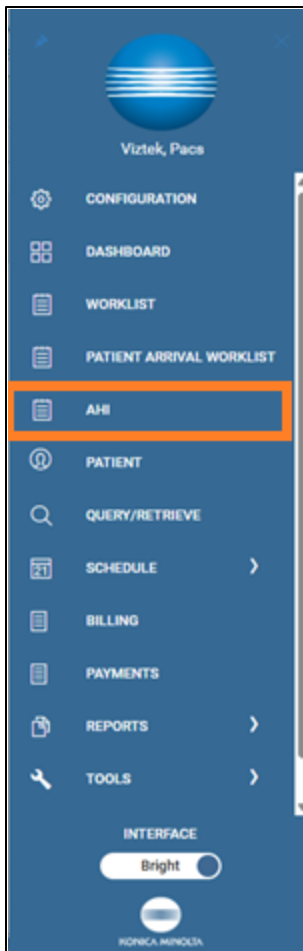 Viztek, Pacs
CONFIGURATION
DASHBOARD
WORKLIST
PATIENT ARRIVAL WORKLIST
AHI
PATIENT
QUERY/RETRIEVE
21
SCHEDULE
BILLING
PAYMENTS
REPORTS
TOOLS
INTERFACE
Bright
KONICA MINOLTA